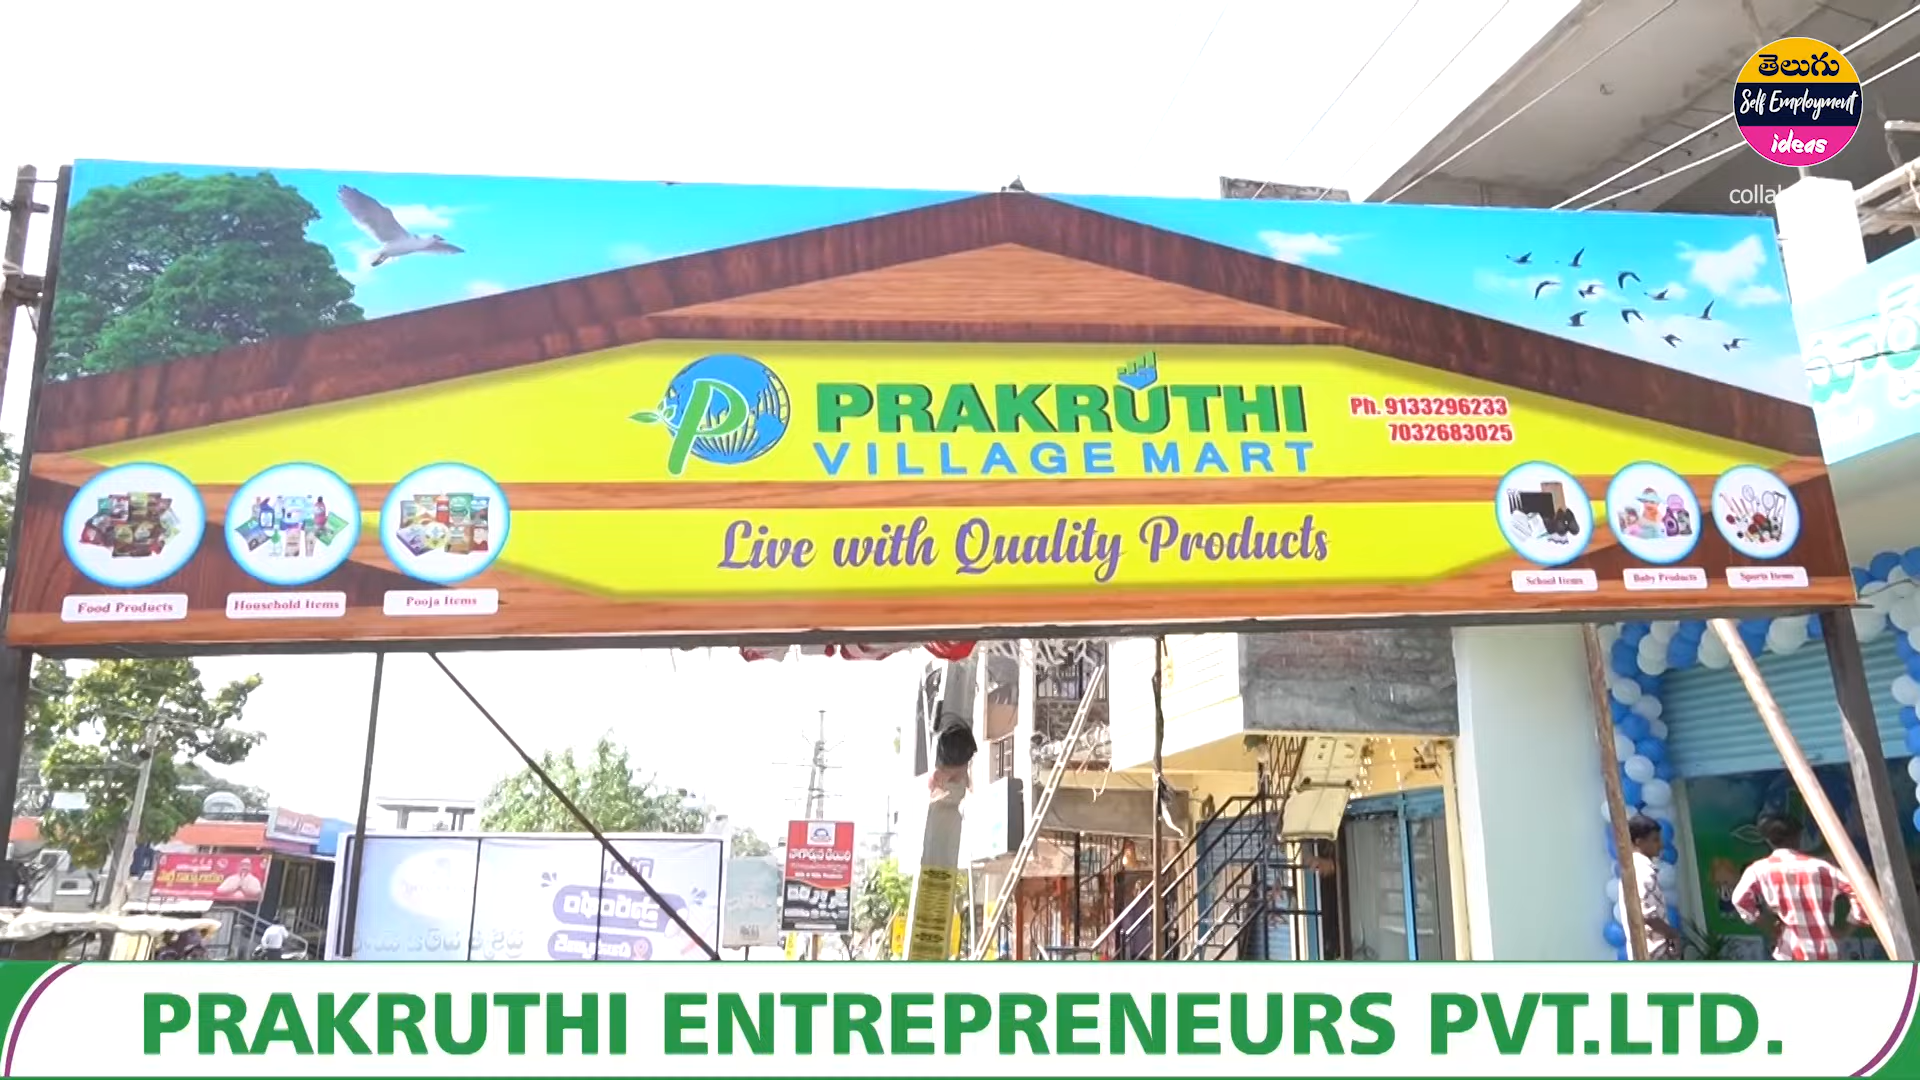 తెలుగు
Self Employment
ideas
PRAKRUTHI
VILLAGE MART
Ph. 9133296233
7032683025
Live with Quality Products
Food Products
Household Items
Pooja Items
School Items
Baby Products
Sports Items
PRAKRUTHI ENTREPRENEURS PVT.LTD.